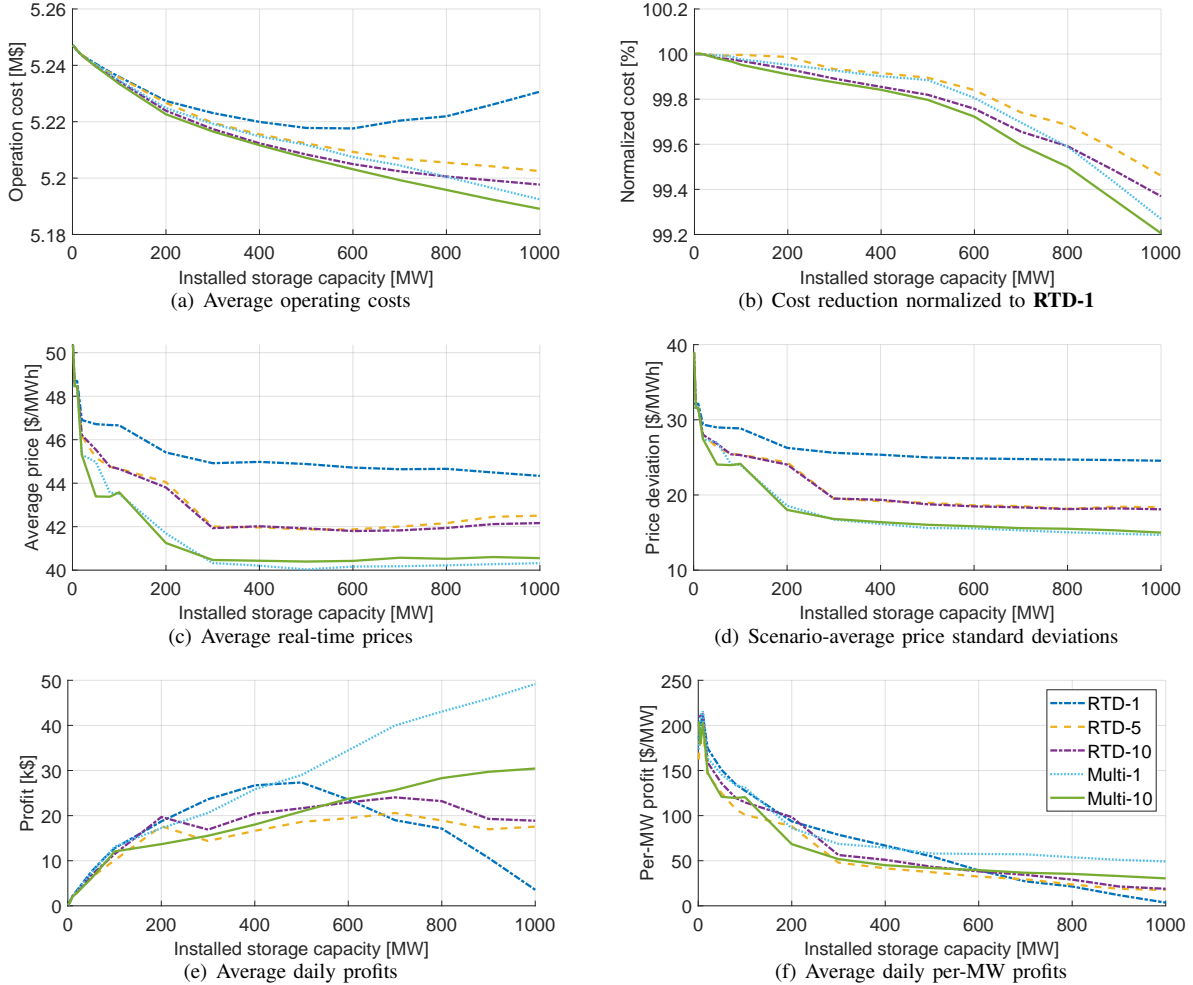 5.26
5.24
5.22
5.2
5.18
Operation cost [M$]
0 200 400 600 800 1000
Installed storage capacity [MW]
(a) Average operating costs
100.2
100
99.8
99.6
99.4
99.2
Normalized cost [%]
0 200 400 600 800 1000
Installed storage capacity [MW]
(b) Cost reduction normalized to RTD-1
50
48
46
44
42
40
Average price [$/MWh]
0 200 400 600 800 1000
Installed storage capacity [MW]
(c) Average real-time prices
40
30
20
10
Price deviation [$/MWh]
0 200 400 600 800 1000
Installed storage capacity [MW]
(d) Scenario-average price standard deviations
50
40
30
20
10
0
Profit [k$]
0 200 400 600 800 1000
Installed storage capacity [MW]
(e) Average daily profits
250
200
150
100
50
0
Per-MW profit [$/MW]
RTD-1
RTD-5
RTD-10
Multi-1
Multi-10
0 200 400 600 800 1000
Installed storage capacity [MW]
(f) Average daily per-MW profits